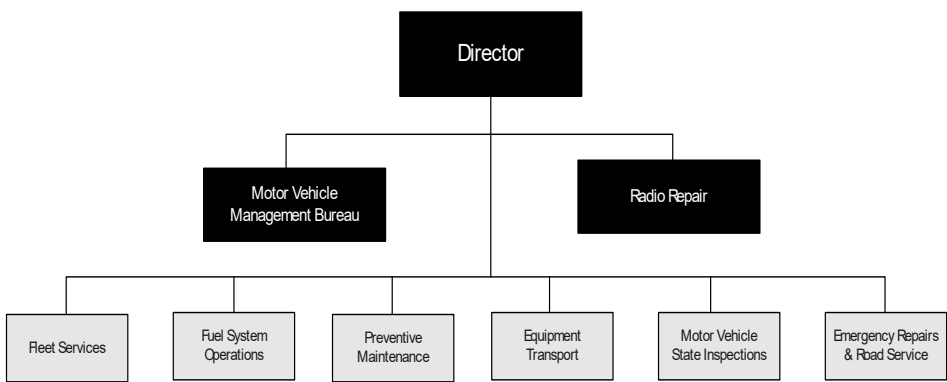 Director
Motor Vehicle
Management Bureau
Radio Repair
Fleet Services
Fuel System
Operations
Preventive
Maintenance
Equipment
Transport
Motor Vehicle
State Inspections
Emergency Repairs
& Road Service